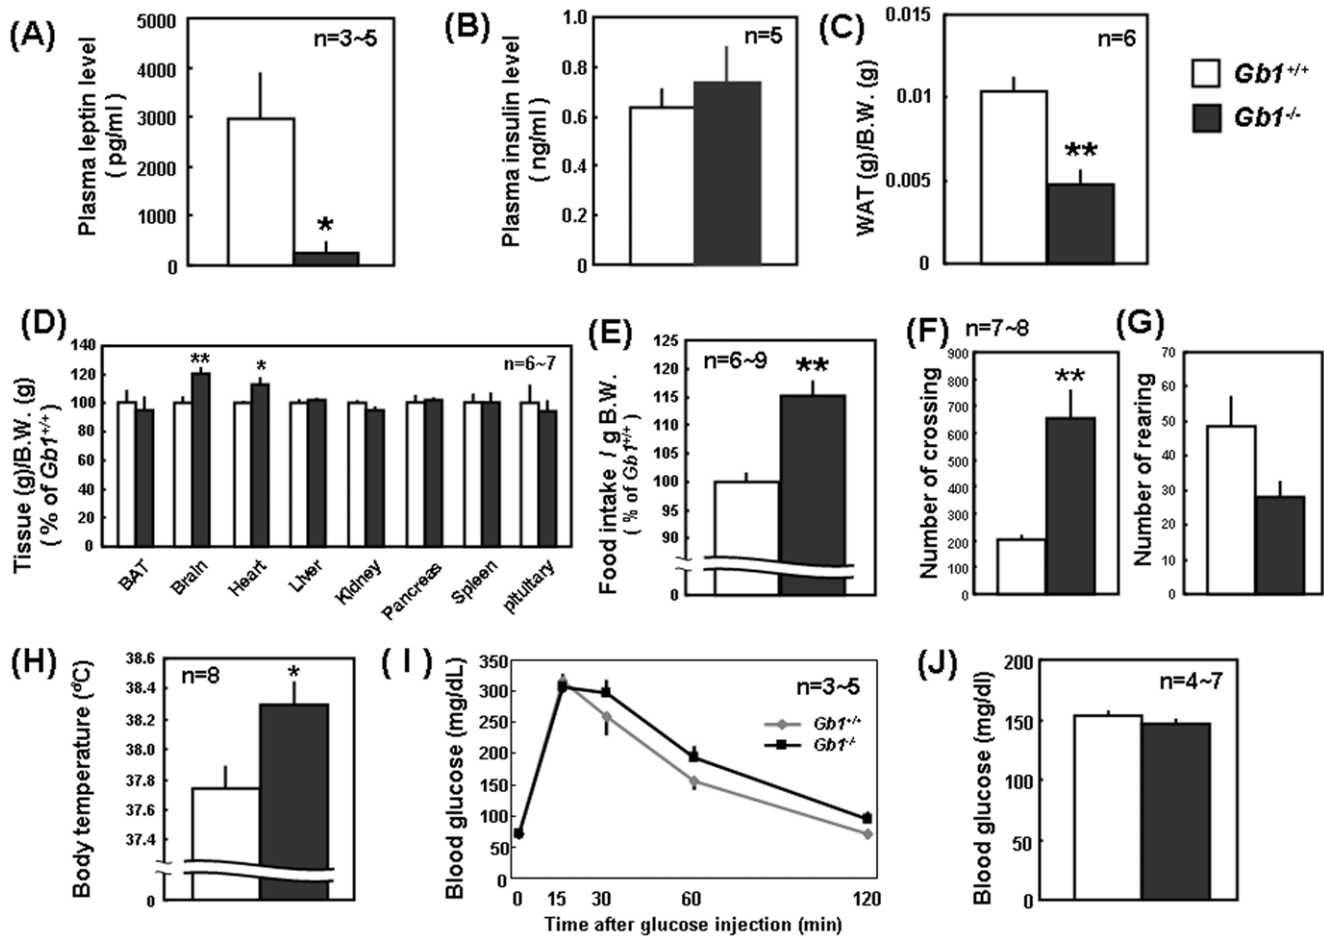 (A)
Plasma leptin level
( pg/ml )
5000
4000
3000
2000
1000
0
n=3~5
*
(B)
Plasma insulin level
( ng/ml )
1.0
0.8
0.6
0.4
0.2
0
n=5
(C)
WAT (g)/B.W. (g)
0.015
0.01
0.005
0
n=6
**
Gb1+/+
Gb1-/-
(D)
Tissue (g)/B.W. (g)
( % of Gb1+/+ )
140
120
100
80
60
40
20
0
n=6~7
**
*
BAT
Brain
Heart
Liver
Kidney
Pancreas
Spleen
pituitary
(E)
Food intake / g B.W.
( % of Gb1+/+ )
125
120
115
110
105
100
95
90
0
n=6~9
**
(F)
n=7~8
Number of crossing
900
800
700
600
500
400
300
200
100
0
**
(G)
Number of rearing
70
60
50
40
30
20
10
0
(H)
Body temperature (°C)
38.6
38.4
38.2
38.0
37.8
37.6
37.4
0
n=8
*
( I )
Blood glucose (mg/dL)
350
300
250
200
150
100
50
0
n=3~5
Gb1+/+
Gb1-/-
0 15 30 60 120
Time after glucose injection (min)
(J)
Blood glucose (mg/dl)
200
150
100
50
0
n=4~7